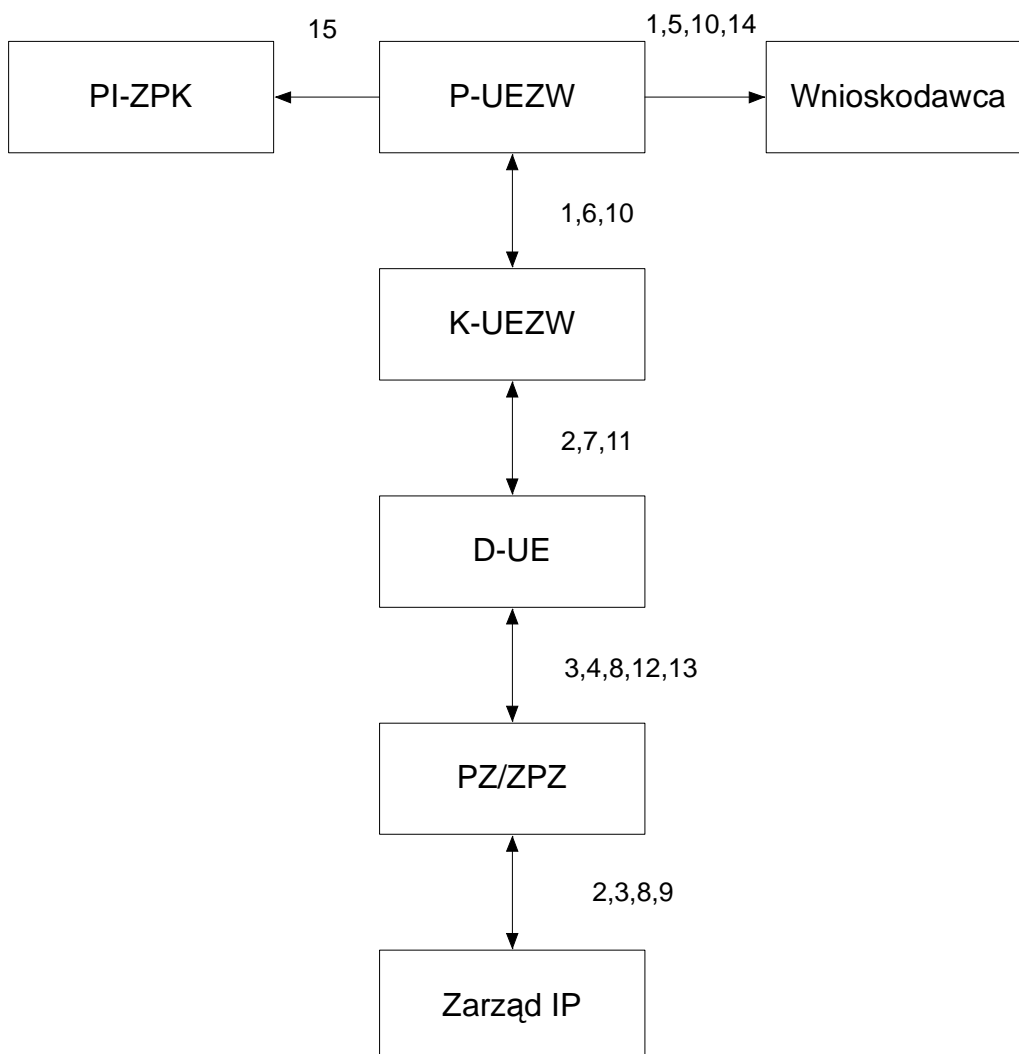 15
1,5,10,14
PI-ZPK
P-UEZW
Wnioskodawca
1,6,10
K-UEZW
2,7,11
D-UE
3,4,8,12,13
PZ/ZPZ
2,3,8,9
Zarząd IP